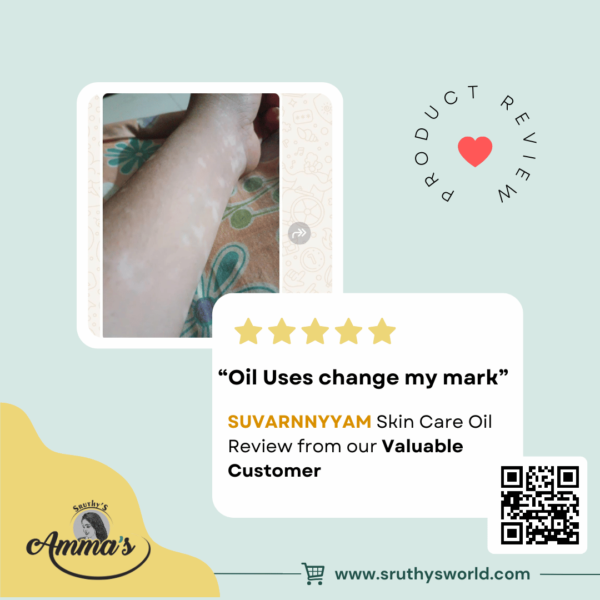 PRODUCT REVIEW
“Oil Uses change my mark”
SUVARNNYYAM Skin Care Oil
Review from our Valuable
Customer
SRUTHY'S
Amma's
www.sruthysworld.com